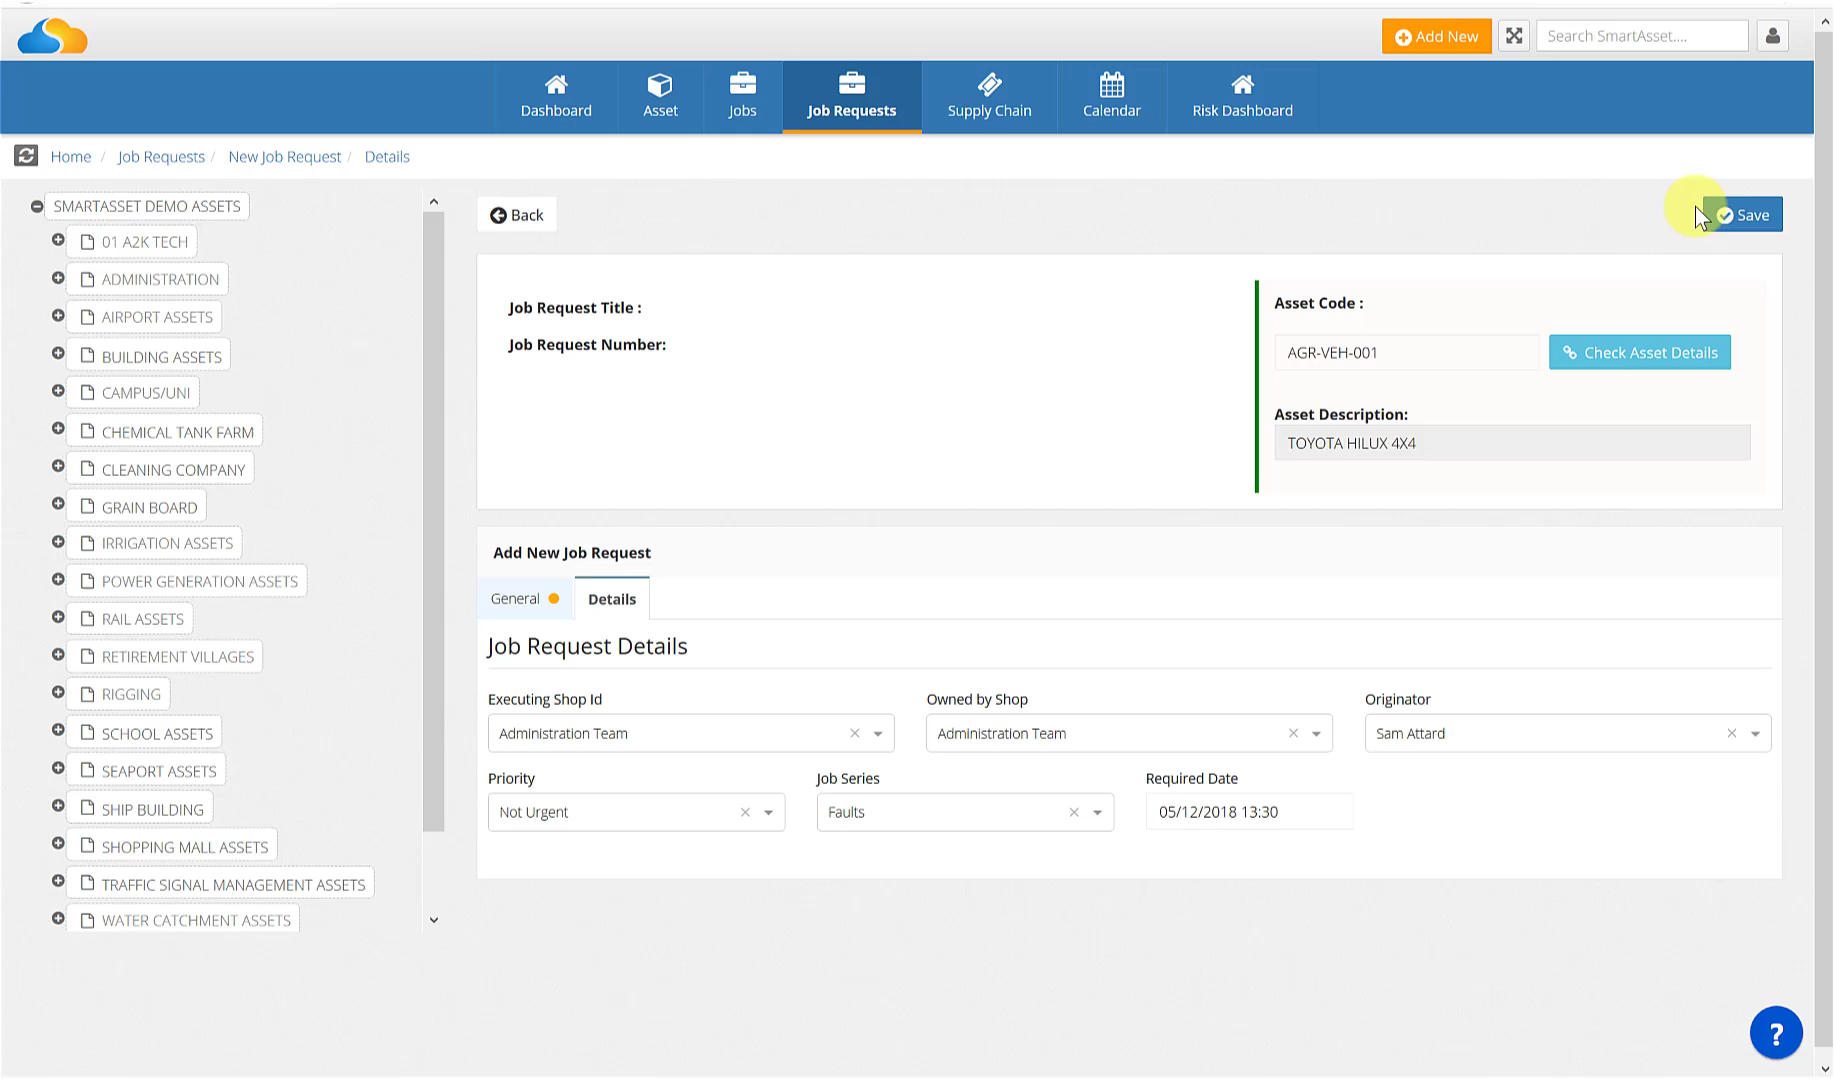 Add New
Search SmartAsset....
Dashboard
Asset
Jobs
Job Requests
Supply Chain
Calendar
Risk Dashboard
Home / Job Requests / New Job Request / Details
SMARTASSET DEMO ASSETS
01 A2K TECH
ADMINISTRATION
AIRPORT ASSETS
BUILDING ASSETS
CAMPUS/UNI
CHEMICAL TANK FARM
CLEANING COMPANY
GRAIN BOARD
IRRIGATION ASSETS
POWER GENERATION ASSETS
RAIL ASSETS
RETIREMENT VILLAGES
RIGGING
SCHOOL ASSETS
SEAPORT ASSETS
SHIP BUILDING
SHOPPING MALL ASSETS
TRAFFIC SIGNAL MANAGEMENT ASSETS
WATER CATCHMENT ASSETS
Back
Save
Job Request Title :
Job Request Number:
Asset Code :
AGR-VEH-001
Check Asset Details
Asset Description:
TOYOTA HILUX 4X4
Add New Job Request
General
Details
Job Request Details
Executing Shop Id
Administration Team
Owned by Shop
Administration Team
Originator
Sam Attard
Priority
Not Urgent
Job Series
Faults
Required Date
05/12/2018 13:30
?